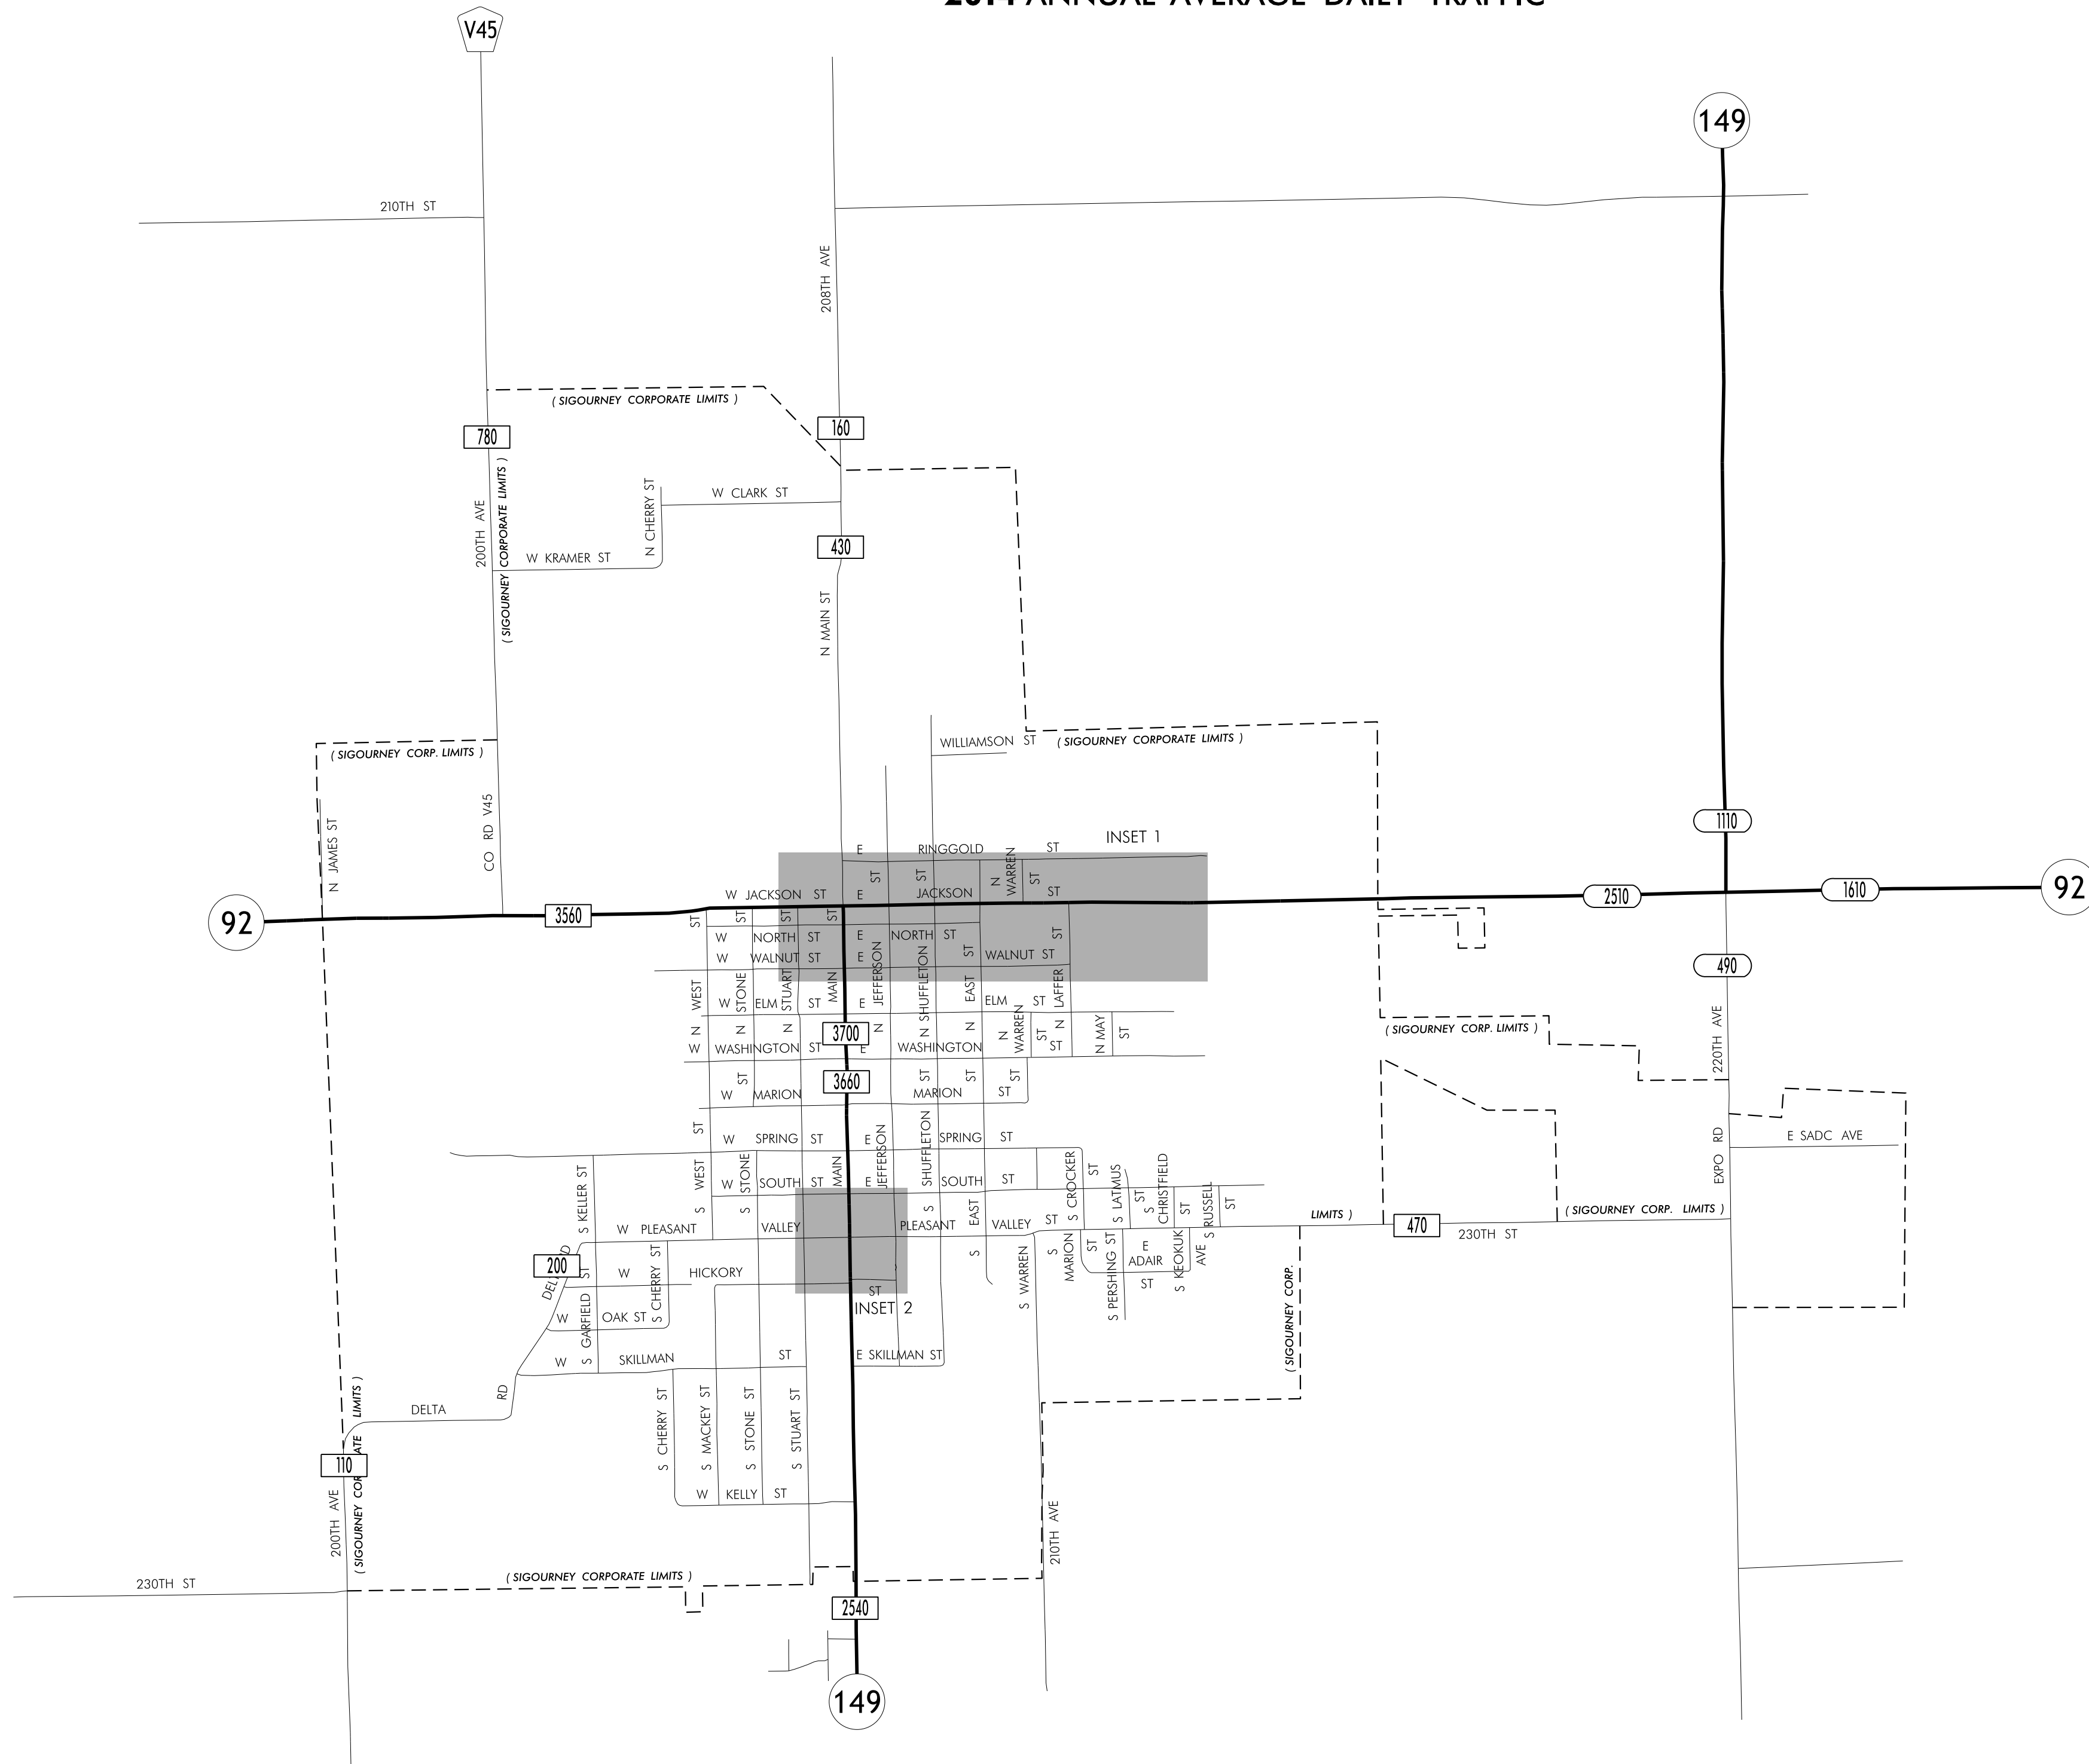 2014 ANNUAL AVERAGE DAILY TRAFFIC
V45
149
210TH ST
208TH AVE
( SIGOURNEY CORPORATE LIMITS )
160
780
( SIGOURNEY CORPORATE LIMITS )
200TH AVE
N CHERRY ST
W CLARK ST
430
W KRAMER ST
N MAIN ST
WILLIAMSON ST
( SIGOURNEY CORPORATE LIMITS )
( SIGOURNEY CORP. LIMITS )
CO RD V45
N JAMES ST
1110
INSET 1
E RINGGOLD ST
N WARREN ST
W JACKSON ST
E JACKSON ST
92
3560
2510
1610
92
W NORTH ST
E NORTH ST
W WALNUT ST
E WALNUT ST
490
N WEST ST
N STONE ST
N STUART ST
N MAIN ST
N JEFFERSON ST
N SHUFFLETON ST
N EAST ST
N LAFFER ST
W ELM ST
E ELM ST
3700
N WARREN ST
N MAY ST
( SIGOURNEY CORP. LIMITS )
220TH AVE
W WASHINGTON ST
E WASHINGTON ST
3660
W MARION
MARION ST
W SPRING ST
E SPRING ST
EXPO RD
E SADC AVE
S KELLER ST
S WEST ST
S STONE ST
MAIN
JEFFERSON
S SHUFFLETON ST
S EAST ST
W SOUTH ST
E SOUTH ST
S CROCKER ST
S LATMUS ST
S CHRISTFIELD ST
S RUSSELL ST
W PLEASANT VALLEY
PLEASANT VALLEY ST
( SIGOURNEY CORP. LIMITS )
( SIGOURNEY CORP. LIMITS )
470
230TH ST
200
DELTA RD
W HICKORY ST
S CHERRY ST
S GARFIELD ST
S WARREN
S MARION ST
S PERSHING ST
E ADAIR ST
S KEOKUK AVE
INSET 2
W OAK ST
W SKILLMAN ST
E SKILLMAN ST
DELTA RD
S CHERRY ST
S MACKEY ST
S STONE ST
S STUART ST
( SIGOURNEY CORPORATE LIMITS )
110
W KELLY ST
200TH AVE
210TH AVE
230TH ST
( SIGOURNEY CORPORATE LIMITS )
2540
149